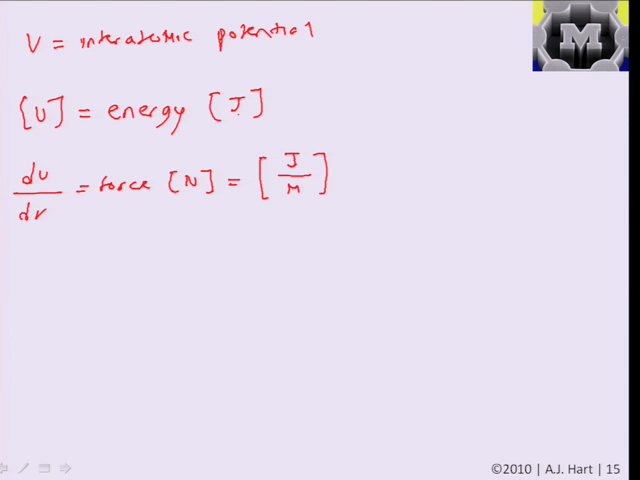 U = interatomic potential
[U] = energy [J]
dU/dr = force [N] = [J/m]
M
©2010 | A.J. Hart | 15